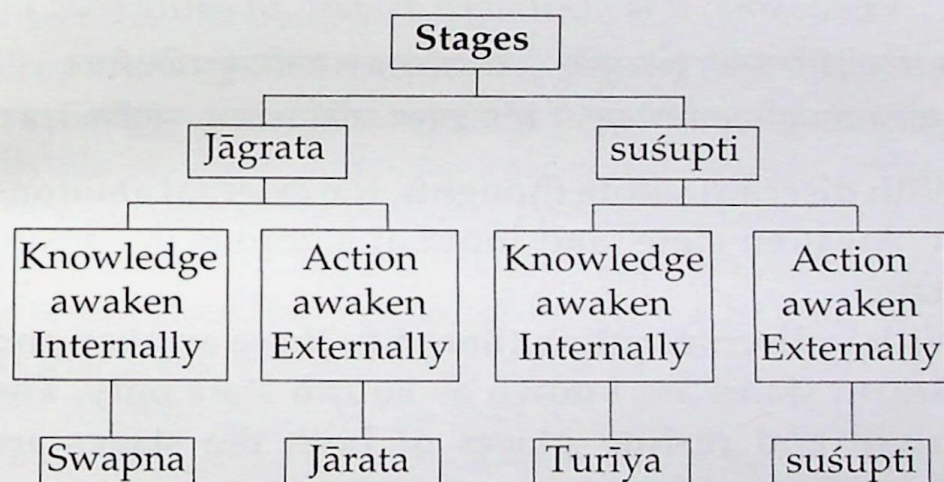 Stages
Jāgrata
suśupti
Knowledge
awaken
Internally
Action
awaken
Externally
Knowledge
awaken
Internally
Action
awaken
Externally
Swapna
Jārata
Turīya
suśupti